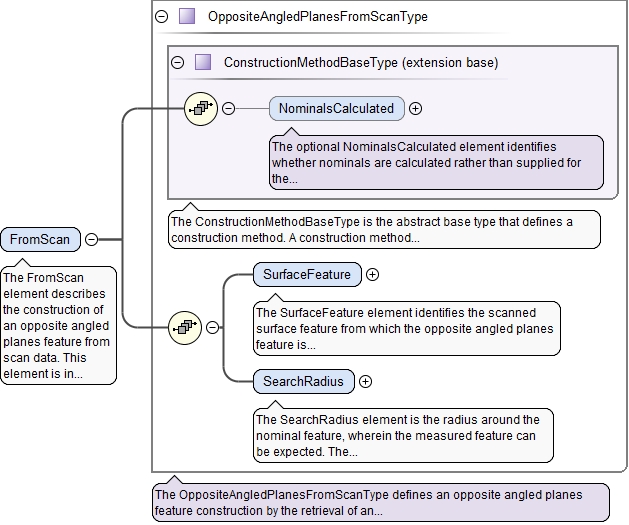 OppositeAngledPlanesFromScanType
ConstructionMethodBaseType (extension base)
NominalsCalculated
The optional NominalsCalculated element identifies
whether nominals are calculated rather than supplied for
the...
The ConstructionMethodBaseType is the abstract base type that defines a
construction method. A construction method...
FromScan
The FromScan
element describes
the construction of
an opposite angled
planes feature from
scan data. This
element is in...
SurfaceFeature
The SurfaceFeature element identifies the scanned
surface feature from which the opposite angled planes
feature is...
SearchRadius
The SearchRadius element is the radius around the
nominal feature, wherein the measured feature can
be expected. The...
The OppositeAngledPlanesFromScanType defines an opposite angled planes
feature construction by the retrieval of an...